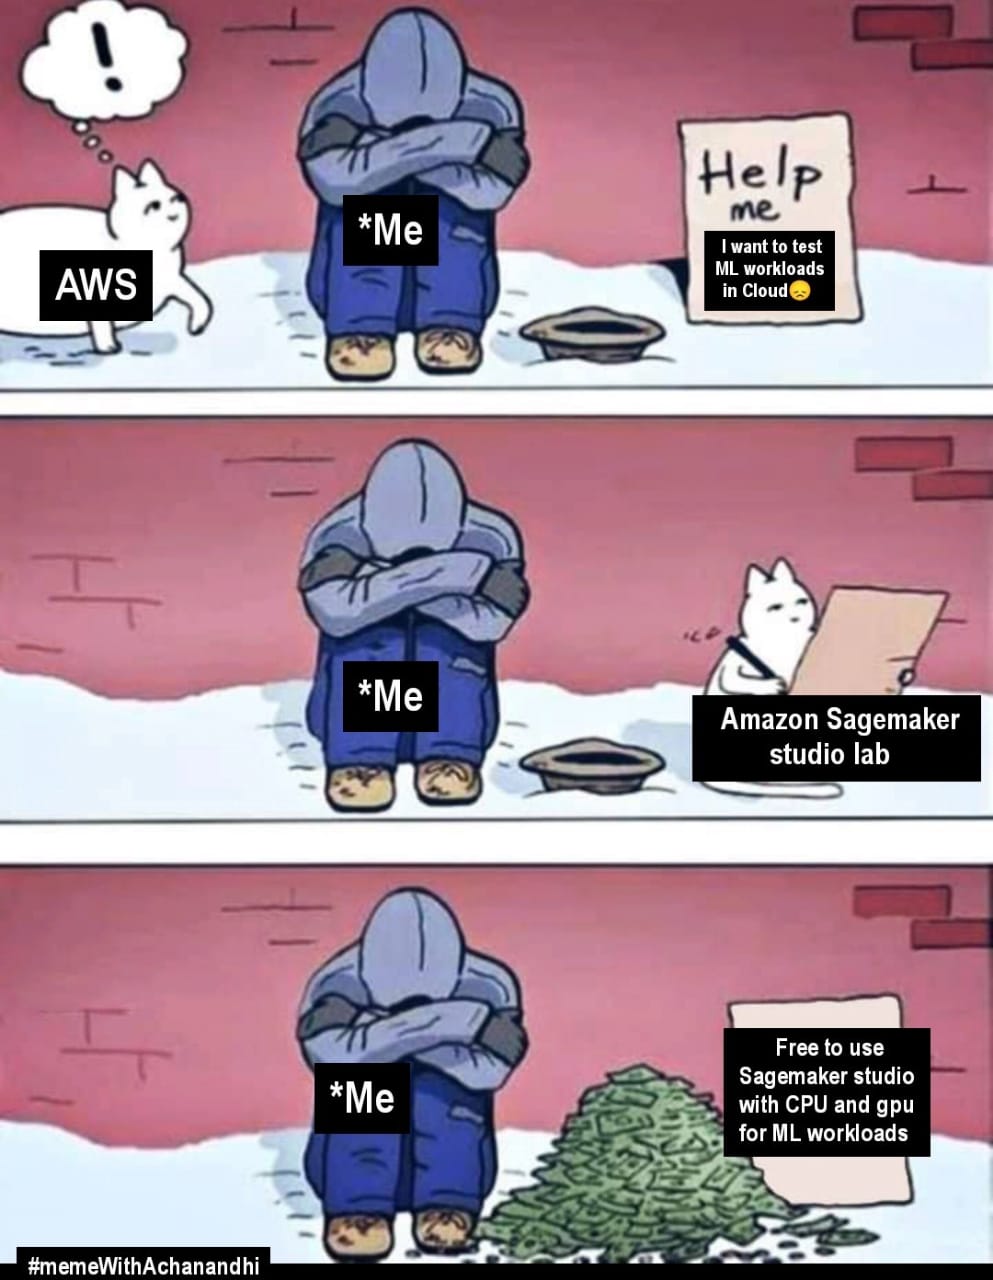 !
AWS
*Me
Help
me
I want to test
ML workloads
in Cloud😞
*Me
Amazon Sagemaker
studio lab
*Me
Free to use
Sagemaker studio
with CPU and gpu
for ML workloads
#memeWithAchanandhi